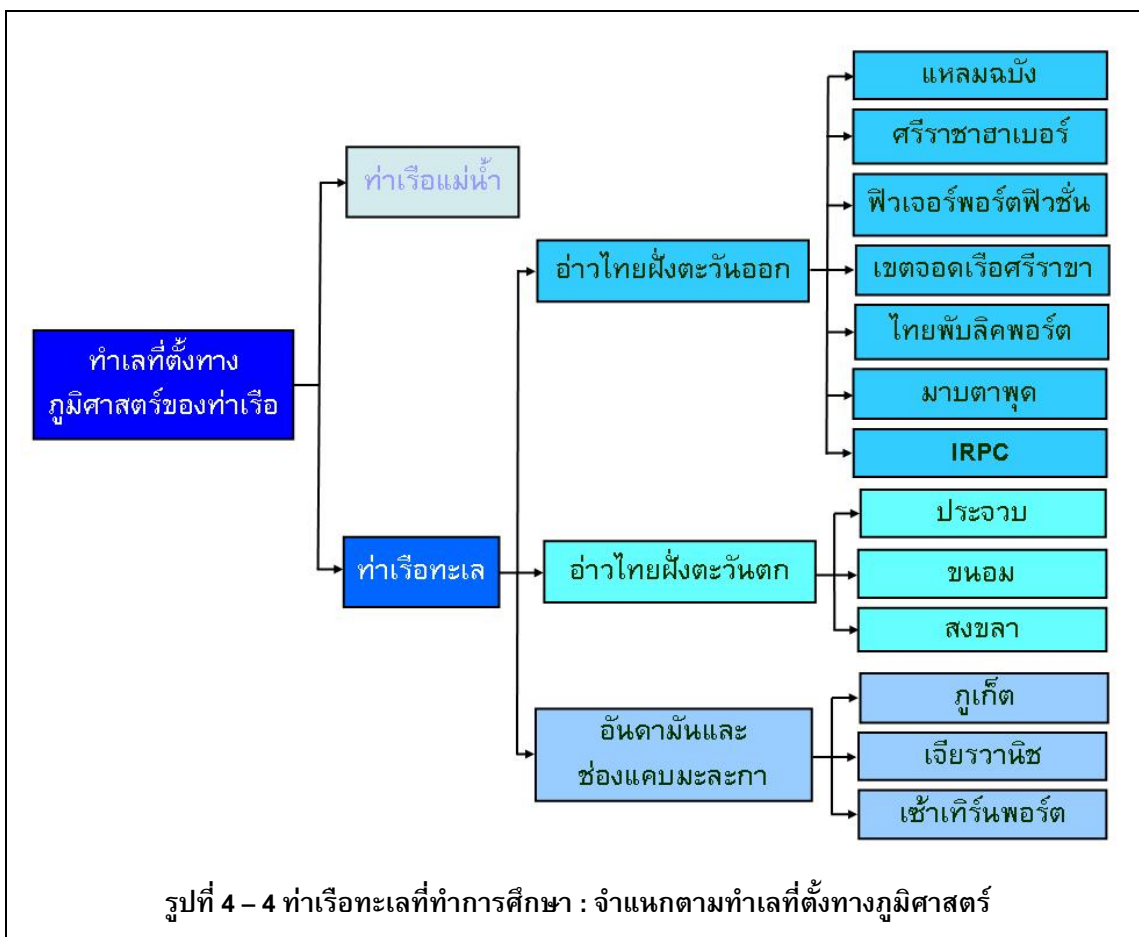 ทำเลที่ตั้งทาง
ภูมิศาสตร์ของท่าเรือ
ท่าเรือแม่น้ำ
ท่าเรือทะเล
อ่าวไทยฝั่งตะวันออก
แหลมฉบัง
ศรีราชาฮาเบอร์
ฟิวเจอร์พอร์ตฟิวชั่น
เขตจอดเรือศรีราขา
ไทยพับลิคพอร์ต
มาบตาพุด
IRPC
อ่าวไทยฝั่งตะวันตก
ประจวบ
ขนอม
สงขลา
อันดามันและ
ช่องแคบมะละกา
ภูเก็ต
เจียรวานิช
เซ้าเทิร์นพอร์ต
รูปที่ 4 – 4 ท่าเรือทะเลที่ทำการศึกษา : จำแนกตามทำเลที่ตั้งทางภูมิศาสตร์